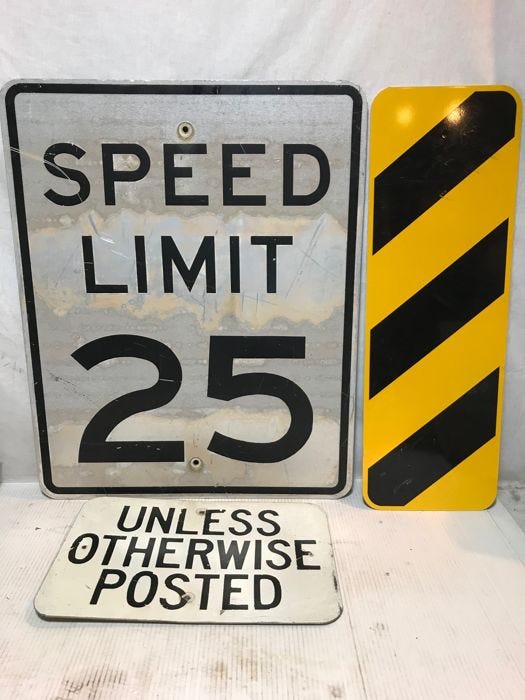 SPEED
LIMIT
25
UNLESS
OTHERWISE
POSTED